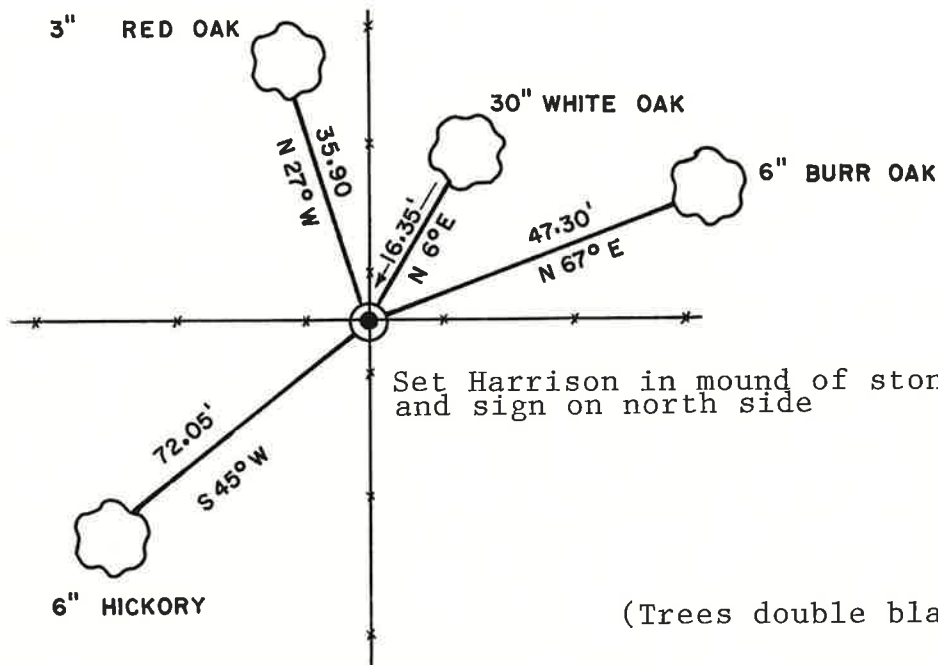 3" RED OAK
30" WHITE OAK
6" BURR OAK
35.90
N 27° W
16.35'
N 6° E
47.30'
N 67° E
Set Harrison in mound of ston
and sign on north side
72.05'
S 45° W
6" HICKORY
(Trees double bla